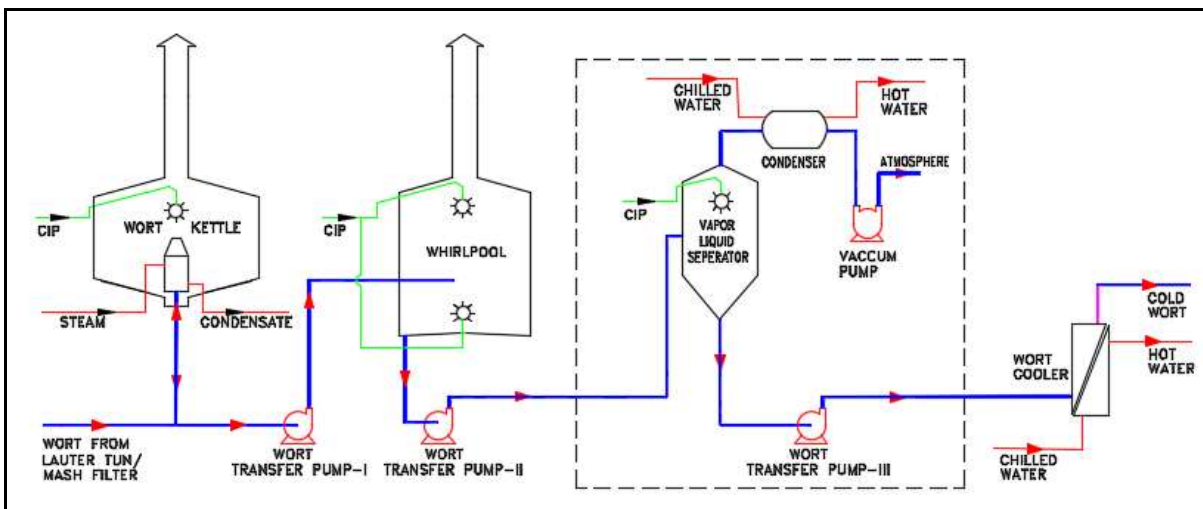 CIP
WORT KETTLE
STEAM
CONDENSATE
WORT FROM
LAUTER TUN/
MASH FILTER
WORT
TRANSFER PUMP-I
CIP
WHIRLPOOL
WORT
TRANSFER PUMP-II
CHILLED
WATER
HOT
WATER
CONDENSER
ATMOSPHERE
CIP
VAPOR
LIQUID
SEPERATOR
VACCUM
PUMP
WORT
TRANSFER PUMP-III
COLD
WORT
WORT
COOLER
HOT
WATER
CHILLED
WATER